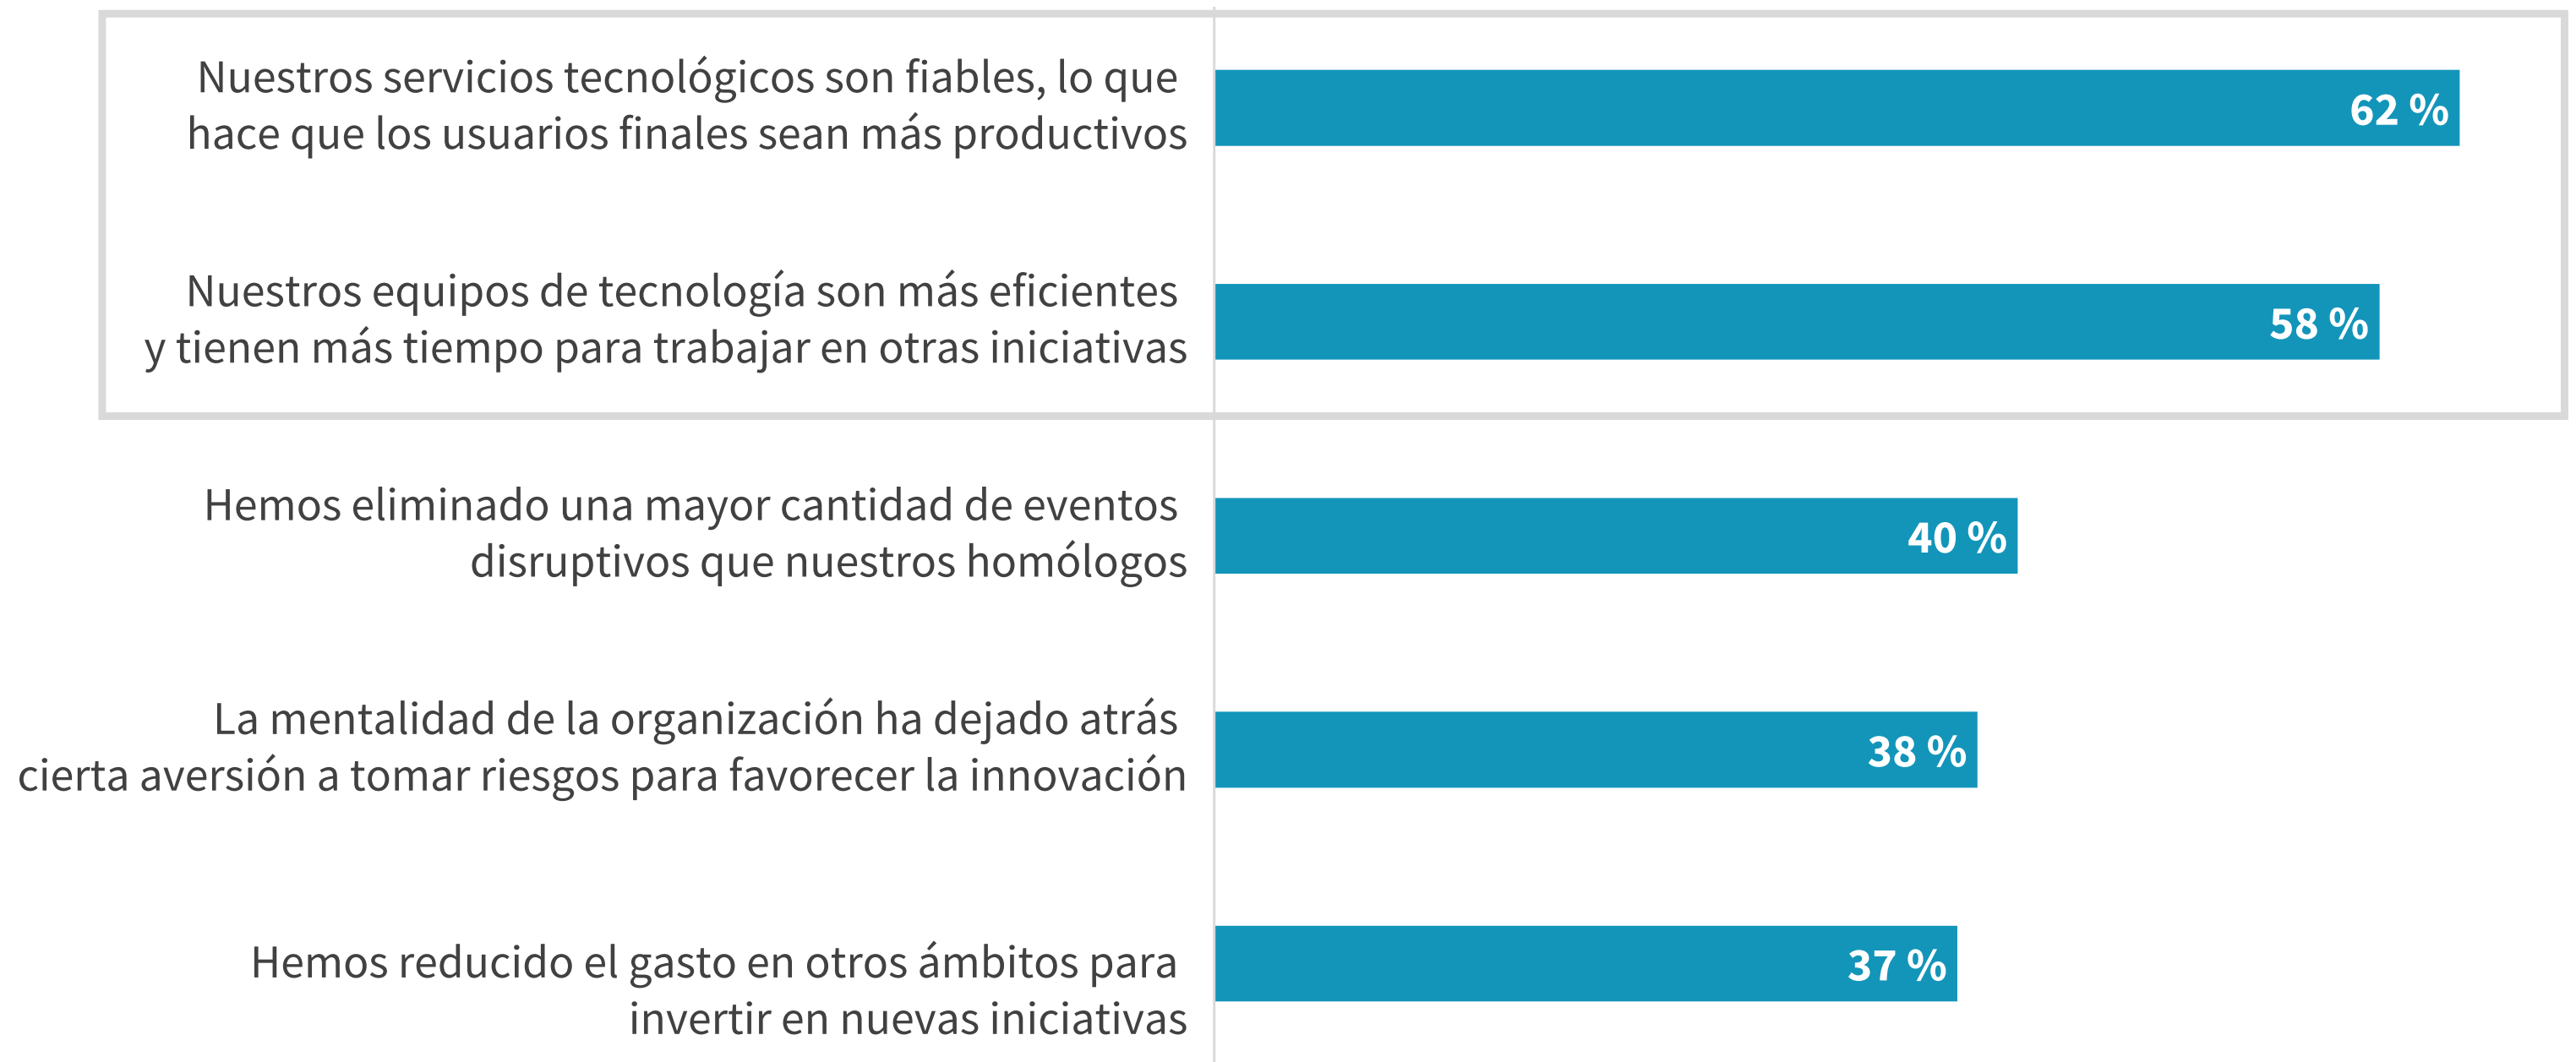 Nuestros servicios tecnológicos son fiables, lo que
hace que los usuarios finales sean más productivos
62 %
Nuestros equipos de tecnología son más eficientes
y tienen más tiempo para trabajar en otras iniciativas
58 %
Hemos eliminado una mayor cantidad de eventos
disruptivos que nuestros homólogos
40 %
La mentalidad de la organización ha dejado atrás
cierta aversión a tomar riesgos para favorecer la innovación
38 %
Hemos reducido el gasto en otros ámbitos para
invertir en nuevas iniciativas
37 %